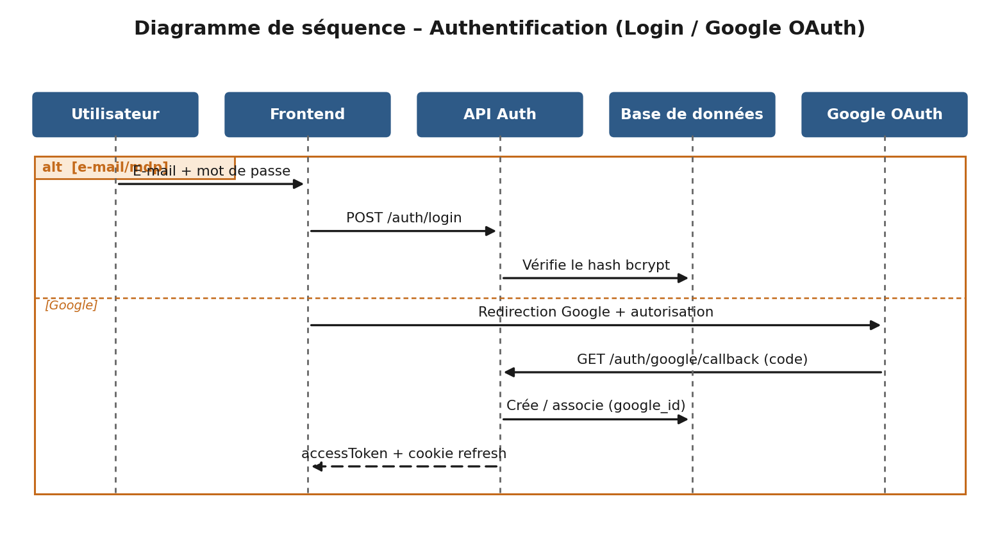 Diagramme de séquence – Authentification (Login / Google OAuth)
Utilisateur
Frontend
API Auth
Base de données
Google OAuth
alt [e-mail/mdp]
E-mail + mot de passe
POST /auth/login
Vérifie le hash bcrypt
[Google]
Redirection Google + autorisation
GET /auth/google/callback (code)
Crée / associe (google_id)
accessToken + cookie refresh